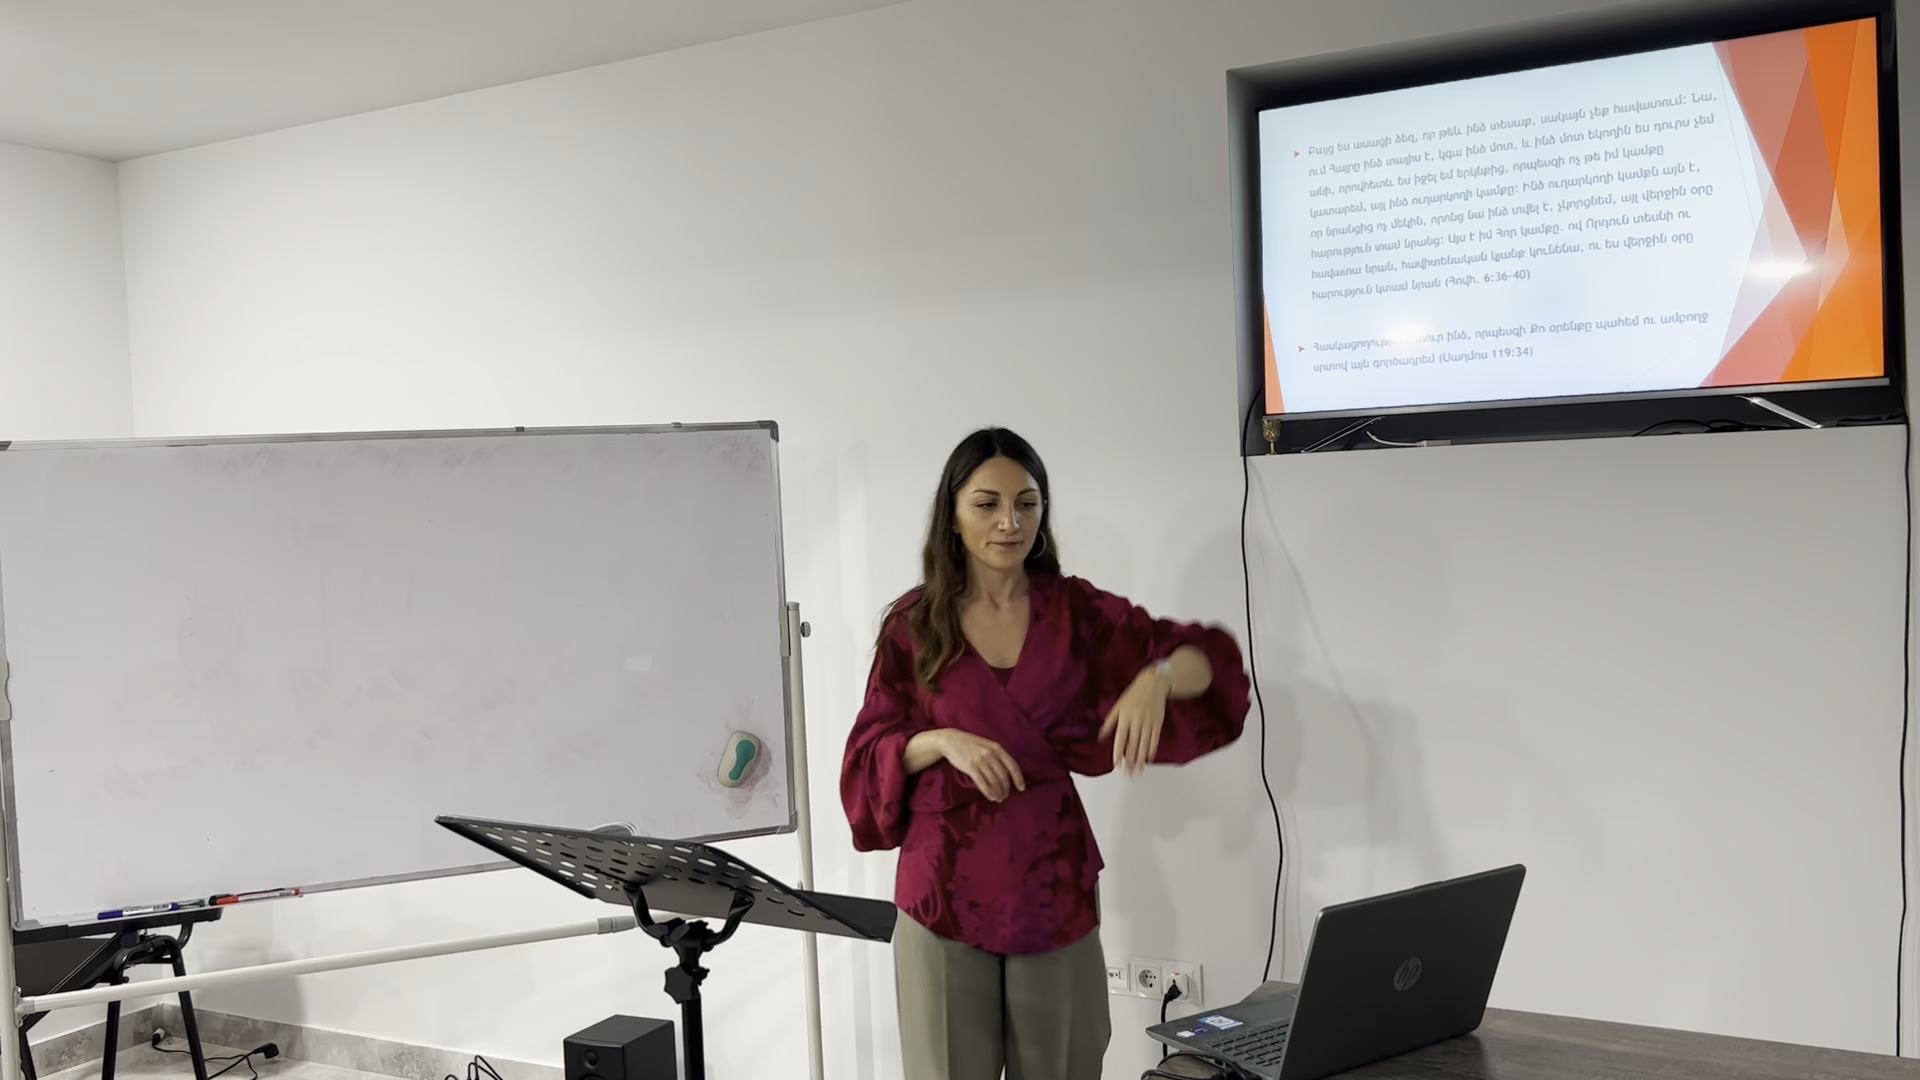 Բայց ես ասացի ձեզ, որ թեև ինձ տեսաք, սակայն չեք հավատում: Նա,
ում Հայրը ինձ տալիս է, կգա ինձ մոտ, և ինձ մոտ եկողին ես դուրս չեմ
անի, որովհետև ես իջել եմ երկնքից, որպեսզի ոչ թե իմ կամքը
կատարեմ, այլ ինձ ուղարկողի կամքը: Ինձ ուղարկողի կամքն այն է,
որ նրանցից ոչ մեկին, որոնց նա ինձ տվել է, չկորցնեմ, այլ վերջին օրը
հարություն տամ նրանց: Այս է իմ Հոր կամքը. ով Որդուն տեսնի ու
հավատա նրան, հավիտենական կյանք կունենա, ու ես վերջին օրը
հարություն կտամ նրան (Հովհ. 6:36-40)
տուր ինձ, որպեսզի Քո օրենքը պահեմ ու ամբողջ
սրտով այն գործադրեմ (Սաղմոս 119:34)
hp